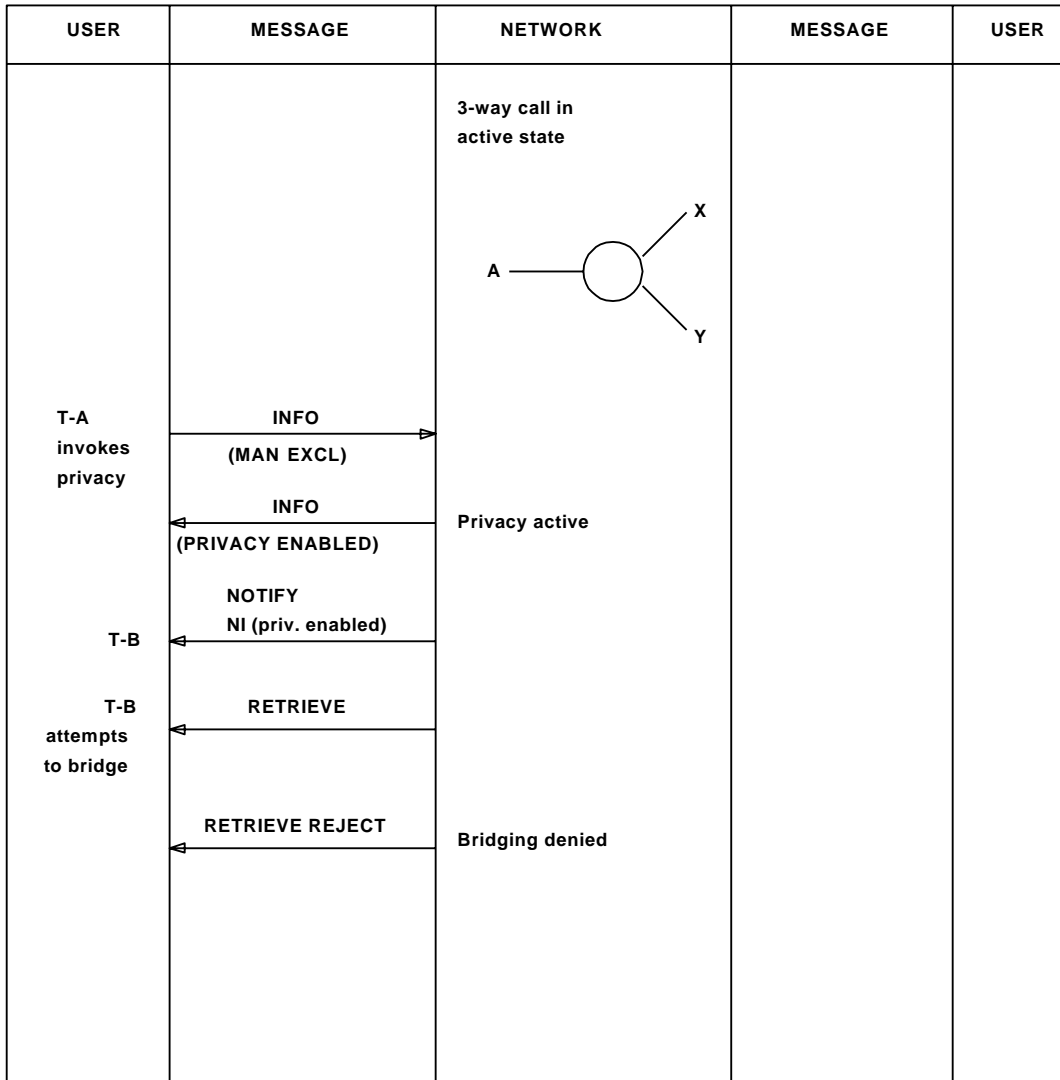 USER MESSAGE NETWORK MESSAGE USER
3-way call in
active state
X
A
Y
T-A
invokes
privacy
INFO
(MAN EXCL)
INFO
(PRIVACY ENABLED)
Privacy active
NOTIFY
NI (priv. enabled)
T-B
T-B
attempts
to bridge
RETRIEVE
RETRIEVE REJECT
Bridging denied